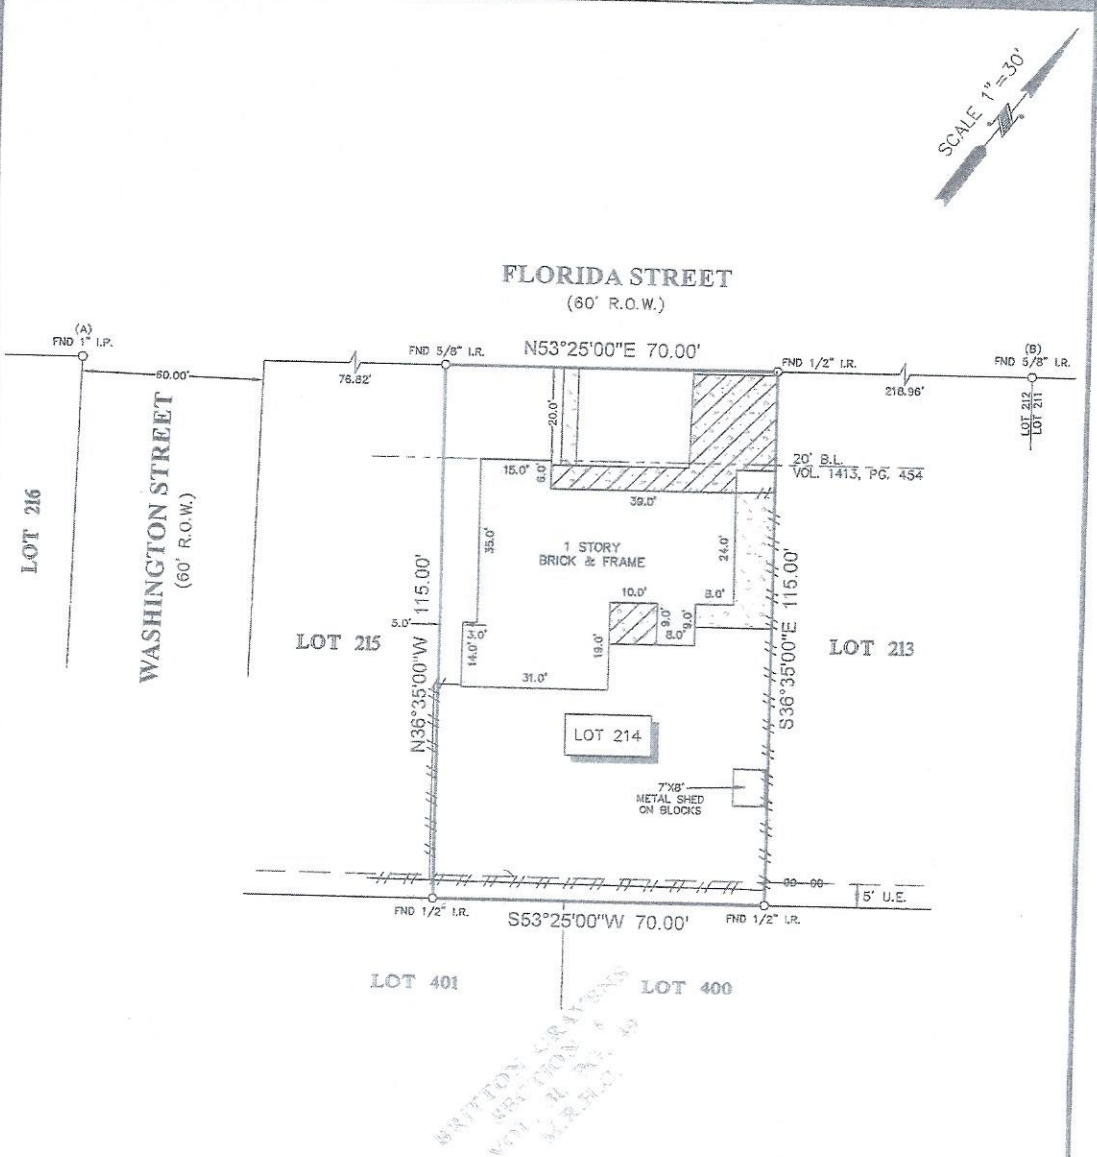 SCALE 1"=30'
N
FLORIDA STREET
(60' R.O.W.)
(A)
FND 1" I.P.
FND 5/8" I.R.
N53°25'00"E 70.00'
FND 1/2" I.R.
(B)
FND 5/8" I.R.
60.00'
76.82'
218.96'
LOT 212
LOT 211
20.0'
20' B.L.
VOL. 1413, PG. 454
15.0'
6.0'
39.0'
LOT 216
WASHINGTON STREET
(60' R.O.W.)
35.0'
1 STORY
BRICK & FRAME
24.0'
10.0'
8.0'
9.0'
9.0'
8.0'
5.0'
3.0'
14.0'
19.0'
31.0'
LOT 215
N36°35'00"W 115.00'
S36°35'00"E 115.00'
LOT 213
LOT 214
7'X8'
METAL SHED
ON BLOCKS
5' U.E.
FND 1/2" I.R.
S53°25'00"W 70.00'
FND 1/2" I.R.
LOT 401
LOT 400
BRITTON